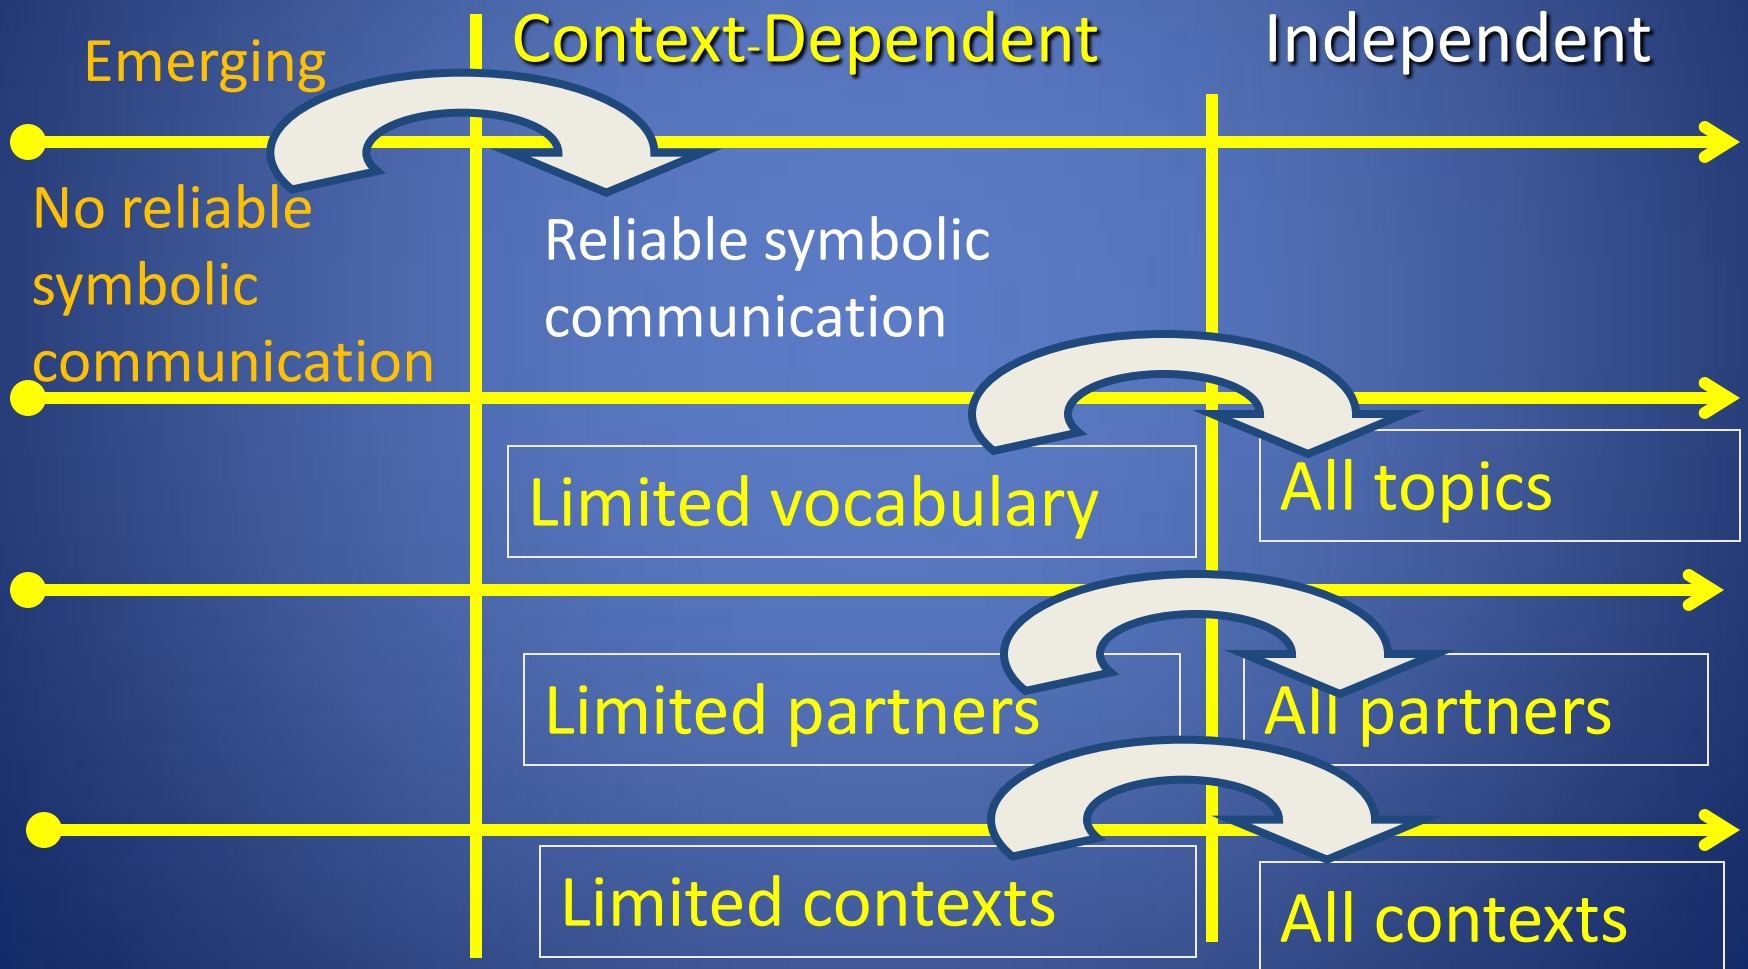 Emerging
Context-Dependent
Independent
No reliable
symbolic
communication
Reliable symbolic
communication
Limited vocabulary
All topics
Limited partners
All partners
Limited contexts
All contexts